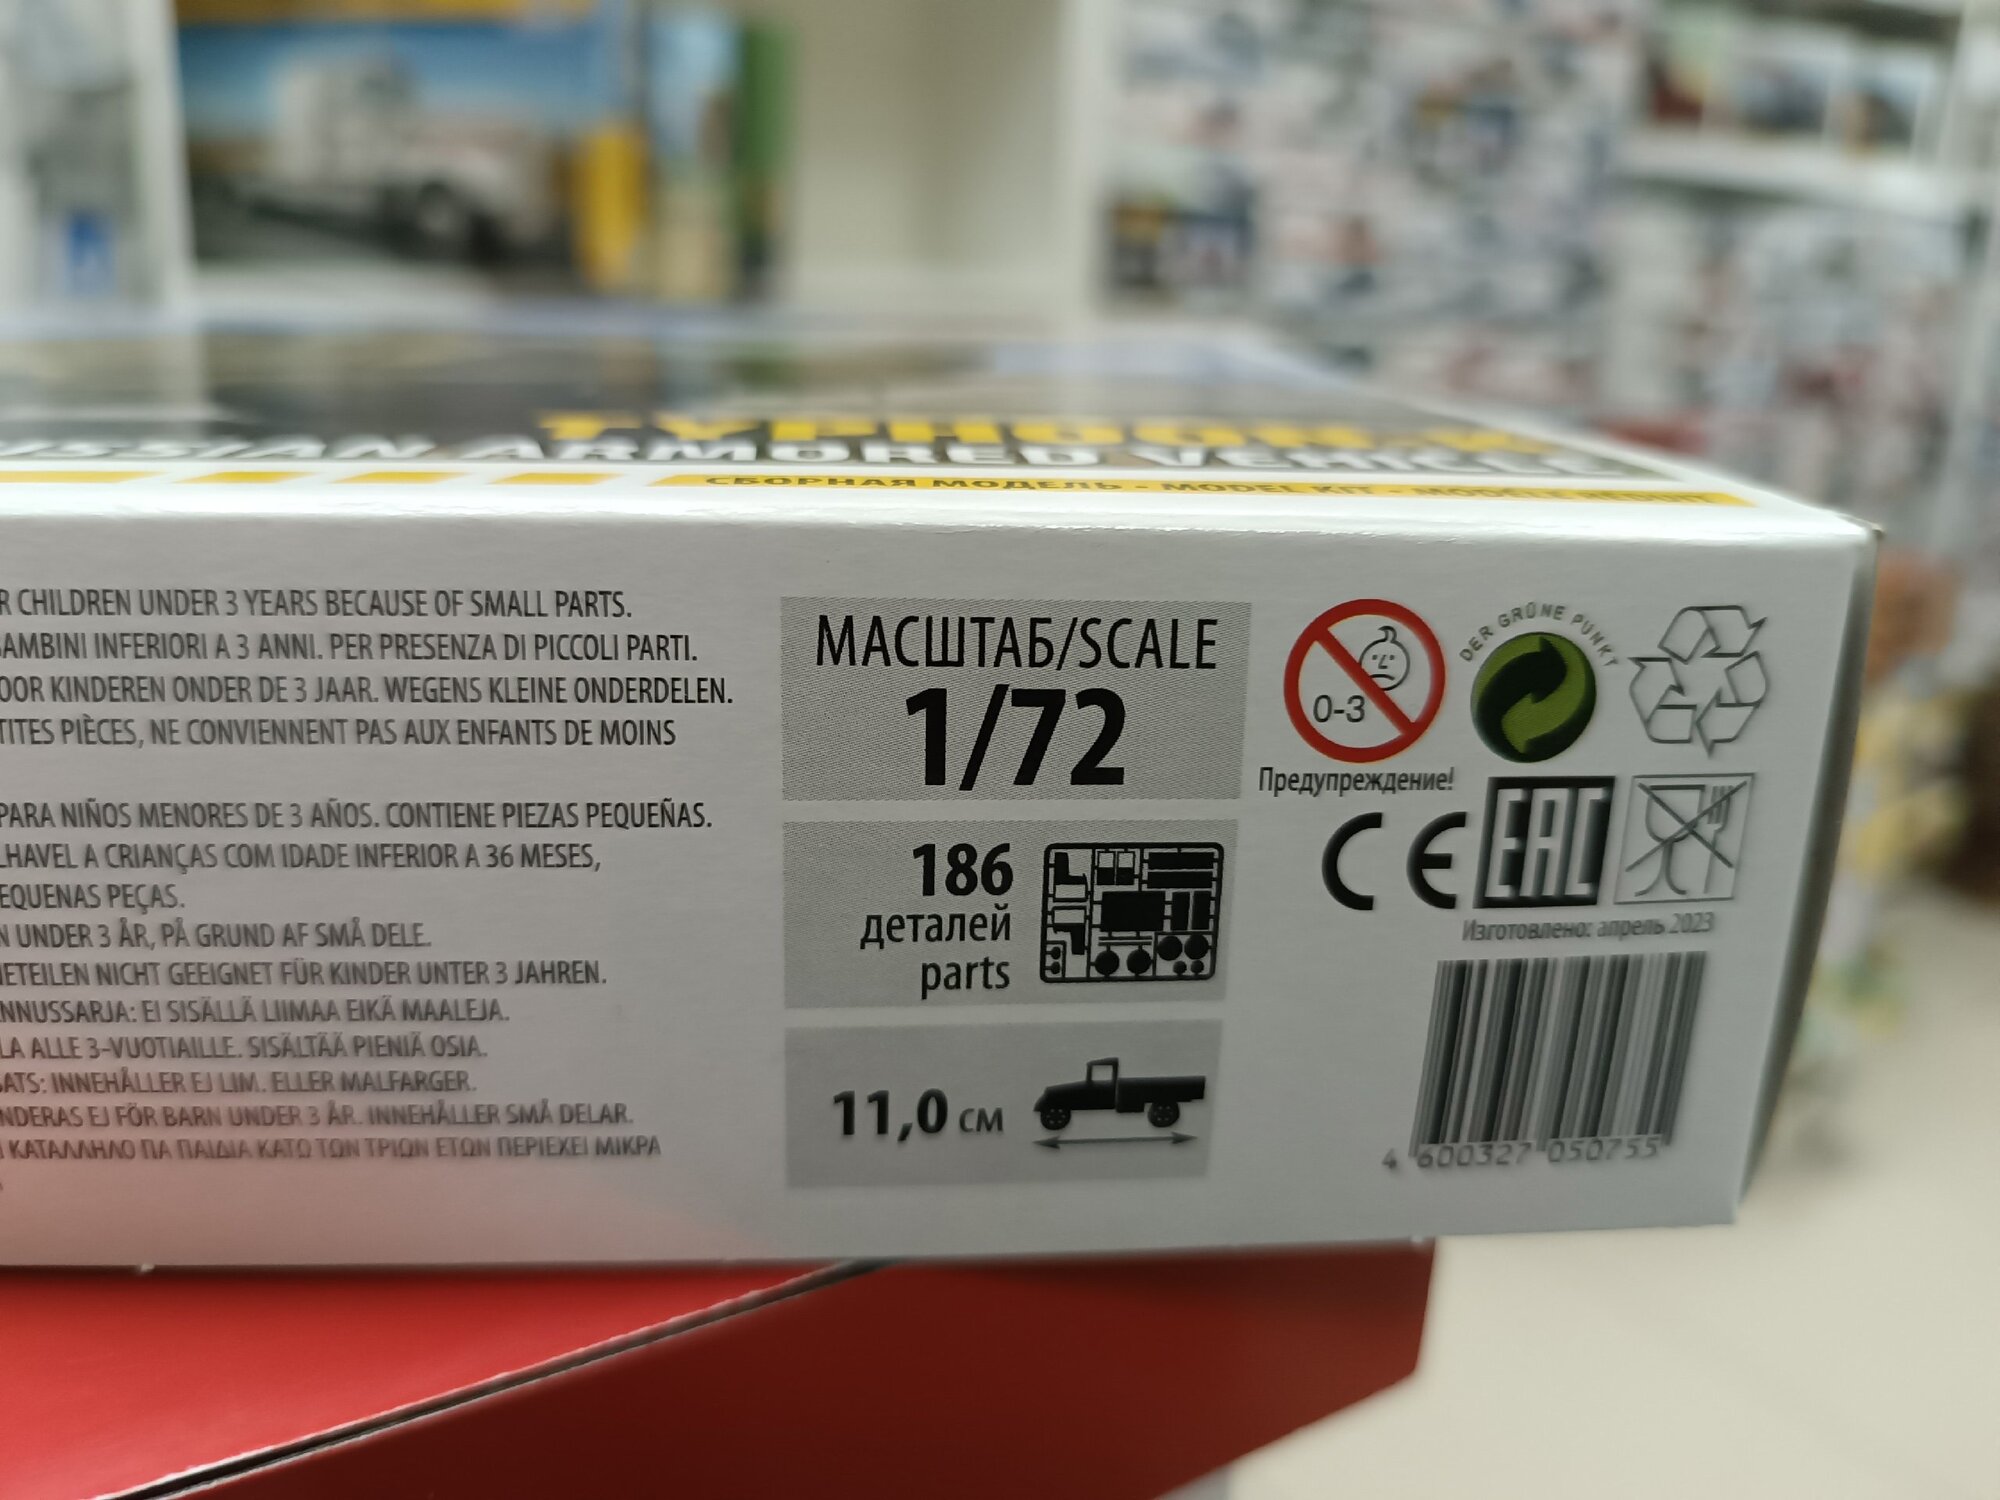 TYPHOON-K
RUSSIAN ARMORED VEHICLE
СБОРНАЯ МОДЕЛЬ • MODEL KIT • MODÈLE RÉDUIT
R CHILDREN UNDER 3 YEARS BECAUSE OF SMALL PARTS.
AMBINI INFERIORI A 3 ANNI. PER PRESENZA DI PICCOLI PARTI.
OOR KINDEREN ONDER DE 3 JAAR. WEGENS KLEINE ONDERDELEN.
TITES PIÈCES, NE CONVIENNENT PAS AUX ENFANTS DE MOINS
PARA NIÑOS MENORES DE 3 AÑOS. CONTIENE PIEZAS PEQUEÑAS.
LHAVEL A CRIANÇAS COM IDADE INFERIOR A 36 MESES,
EQUENAS PEÇAS.
N UNDER 3 ÅR, PÅ GRUND AF SMÅ DELE.
ETEILEN NICHT GEEIGNET FÜR KINDER UNTER 3 JAHREN.
NNUSSARJA: EI SISÄLLÄ LIIMAA EIKÄ MAALEJA.
LA ALLE 3-VUOTIAILLE. SISÄLTÄÄ PIENIÄ OSIA.
SATS: INNEHÅLLER EJ LIM. ELLER MALFARGER.
NDERAS EJ FÖR BARN UNDER 3 ÅR. INNEHÅLLER SMÅ DELAR.
ΚΑΤΑΛΛΗΛΟ ΠΑ ΠΑΙΔΙΑ ΚΑΤΩ ΤΩΝ ΤΡΙΩΝ ΕΤΩΝ ΠΕΡΙΕΧΕΙ ΜΙΚΡΑ
МАСШТАБ/SCALE
1/72
186
деталей
parts
11,0 см
0-3
Предупреждение!
DER GRÜNE PUNKT
CE
EAC
Изготовлено: апрель 2023
4 600327 050755